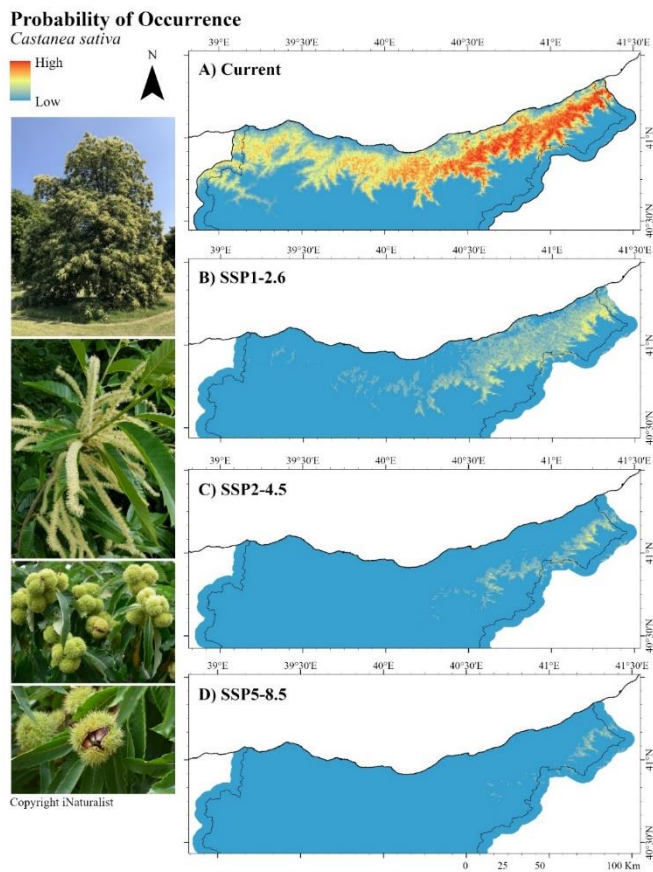 Probability of Occurrence
Castanea sativa
High
Low
N
39°E 39°30'E 40°E 40°30'E 41°E 41°30'E
A) Current
41°N
40°30'N
39°E 39°30'E 40°E 40°30'E 41°E 41°30'E
B) SSP1-2.6
41°N
40°30'N
39°E 39°30'E 40°E 40°30'E 41°E 41°30'E
C) SSP2-4.5
41°N
40°30'N
39°E 39°30'E 40°E 40°30'E 41°E 41°30'E
D) SSP5-8.5
41°N
40°30'N
Copyright iNaturalist
0 25 50 100 Km